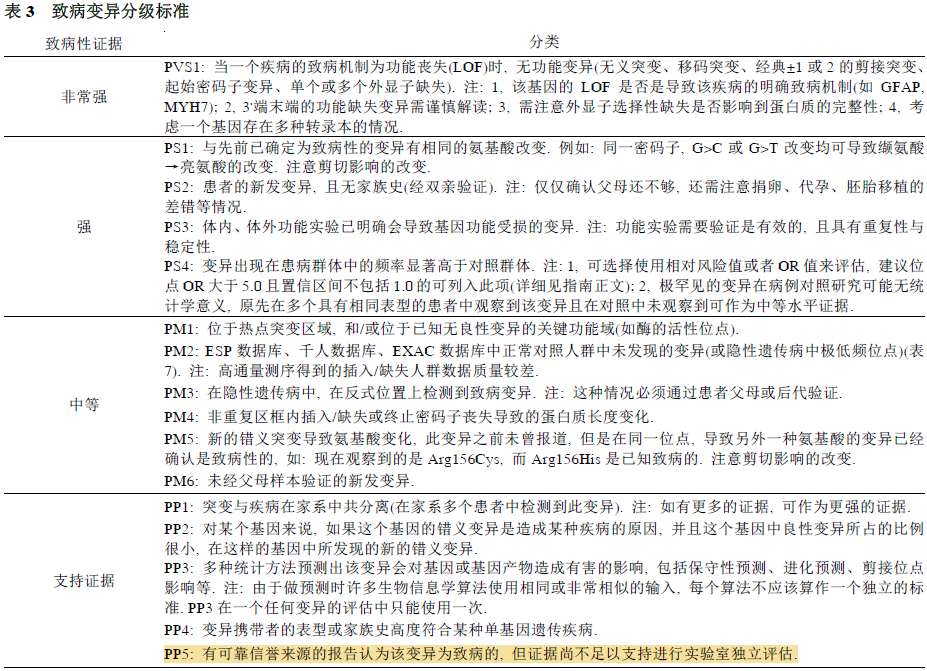 表 3 致病变异分级标准
致病性证据 分类
PVS1: 当一个疾病的致病机制为功能丧失(LOF)时, 无功能变异(无义突变、移码突变、经典±1 或 2 的剪接突变、
起始密码子变异、单个或多个外显子缺失). 注: 1, 该基因的 LOF 是否是导致该疾病的明确致病机制(如 GFAP,
非常强
MYH7); 2, 3'端末端的功能缺失变异需谨慎解读; 3, 需注意外显子选择性缺失是否影响到蛋白质的完整性; 4, 考
虑一个基因存在多种转录本的情况.
PS1: 与先前已确定为致病性的变异有相同的氨基酸改变. 例如: 同一密码子, G>C 或 G>T 改变均可导致缬氨酸
→亮氨酸的改变. 注意剪切影响的改变.
PS2: 患者的新发变异, 且无家族史(经双亲验证). 注: 仅仅确认父母还不够, 还需注意捐卵、代孕、胚胎移植的
差错等情况.
强
PS3: 体内、体外功能实验已明确会导致基因功能受损的变异. 注: 功能实验需要验证是有效的, 且具有重复性与
稳定性.
PS4: 变异出现在患病群体中的频率显著高于对照群体. 注: 1, 可选择使用相对风险值或者 OR 值来评估, 建议位
点 OR 大于 5.0 且置信区间不包括 1.0 的可列入此项(详细见指南正文); 2, 极罕见的变异在病例对照研究可能无统
计学意义, 原先在多个具有相同表型的患者中观察到该变异且在对照中未观察到可作为中等水平证据.
PM1: 位于热点突变区域, 和/或位于已知无良性变异的关键功能域(如酶的活性位点).
PM2: ESP 数据库、千人数据库、EXAC 数据库中正常对照人群中未发现的变异(或隐性遗传病中极低频位点)(表
7). 注: 高通量测序得到的插入/缺失人群数据质量较差.
中等
PM3: 在隐性遗传病中, 在反式位置上检测到致病变异. 注: 这种情况必须通过患者父母或后代验证.
PM4: 非重复区框内插入/缺失或终止密码子丧失导致的蛋白质长度变化.
PM5: 新的错义突变导致氨基酸变化, 此变异之前未曾报道, 但是在同一位点, 导致另外一种氨基酸的变异已经
确认是致病性的, 如: 现在观察到的是 Arg156Cys, 而 Arg156His 是已知致病的. 注意剪切影响的改变.
PM6: 未经父母样本验证的新发变异.
PP1: 突变与疾病在家系中共分离(在家系多个患者中检测到此变异). 注: 如有更多的证据, 可作为更强的证据.
PP2: 对某个基因来说, 如果这个基因的错义变异是造成某种疾病的原因, 并且这个基因中良性变异所占的比例
很小, 在这样的基因中所发现的新的错义变异.
支持证据
PP3: 多种统计方法预测出该变异会对基因或基因产物造成有害的影响, 包括保守性预测、进化预测、剪接位点
影响等. 注: 由于做预测时许多生物信息学算法使用相同或非常相似的输入, 每个算法不应该算作一个独立的标
准. PP3 在一个任何变异的评估中只能使用一次.
PP4: 变异携带者的表型或家族史高度符合某种单基因遗传疾病.
PP5: 有可靠信誉来源的报告认为该变异为致病的, 但证据尚不足以支持进行实验室独立评估.